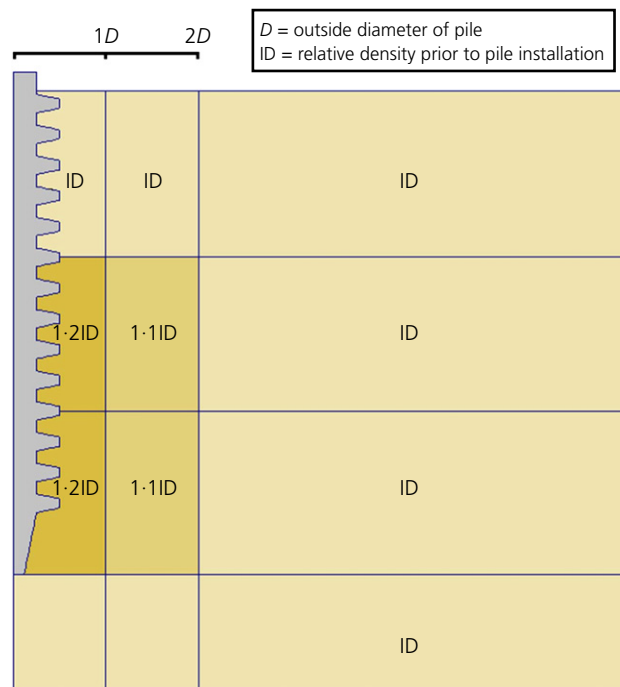 1D 2D
D = outside diameter of pile
ID = relative density prior to pile installation
ID ID ID
1·2ID 1·1ID ID
1·2ID 1·1ID ID
ID